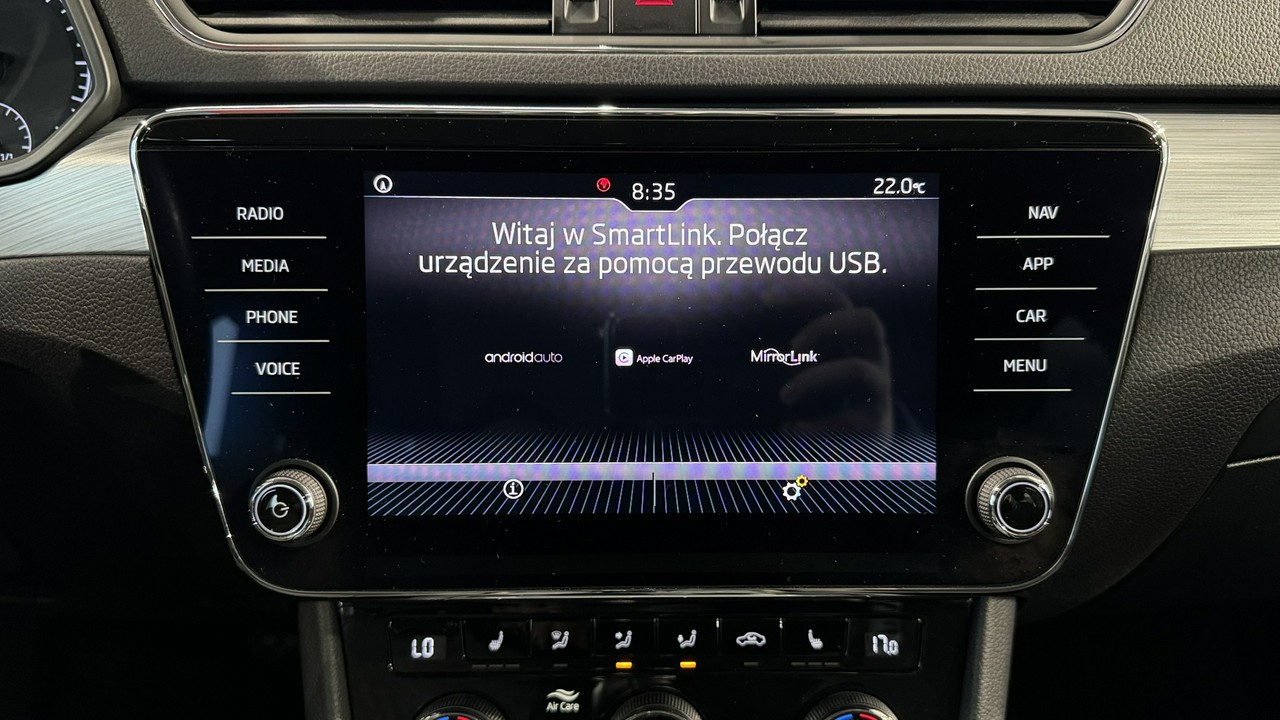 8:35
22.0°C
RADIO
MEDIA
PHONE
VOICE
Witaj w SmartLink. Połącz
urządzenie za pomocą przewodu USB.
androidauto
Apple CarPlay
MirrorLink
NAV
APP
CAR
MENU
LO
17.0
Air Care